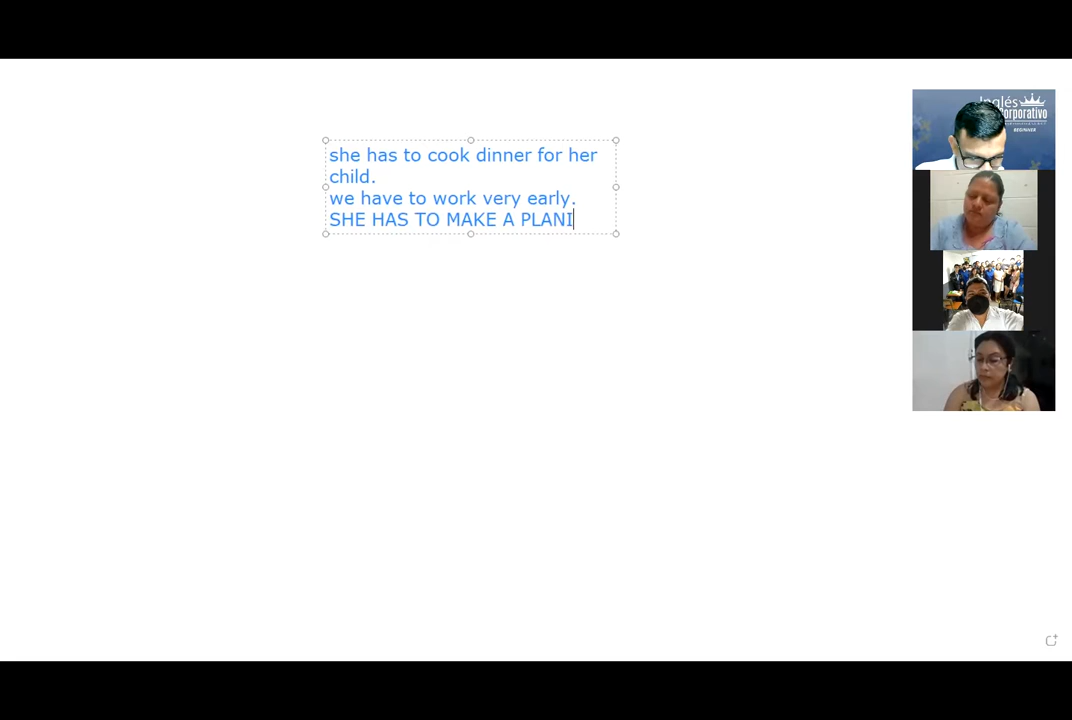 she has to cook dinner for her
child.
we have to work very early.
SHE HAS TO MAKE A PLANI
Inglés
Corporativo
BEGINNER